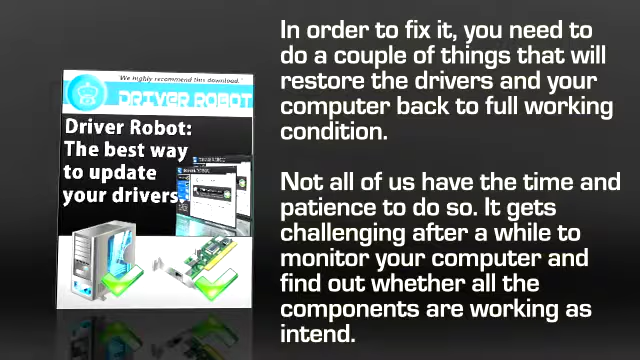 "We highly recommend this download."
DRIVER ROBOT
Driver Robot:
The best way
to update
your drivers
In order to fix it, you need to
do a couple of things that will
restore the drivers and your
computer back to full working
condition.
Not all of us have the time and
patience to do so. It gets
challenging after a while to
monitor your computer and
find out whether all the
components are working as
intend.